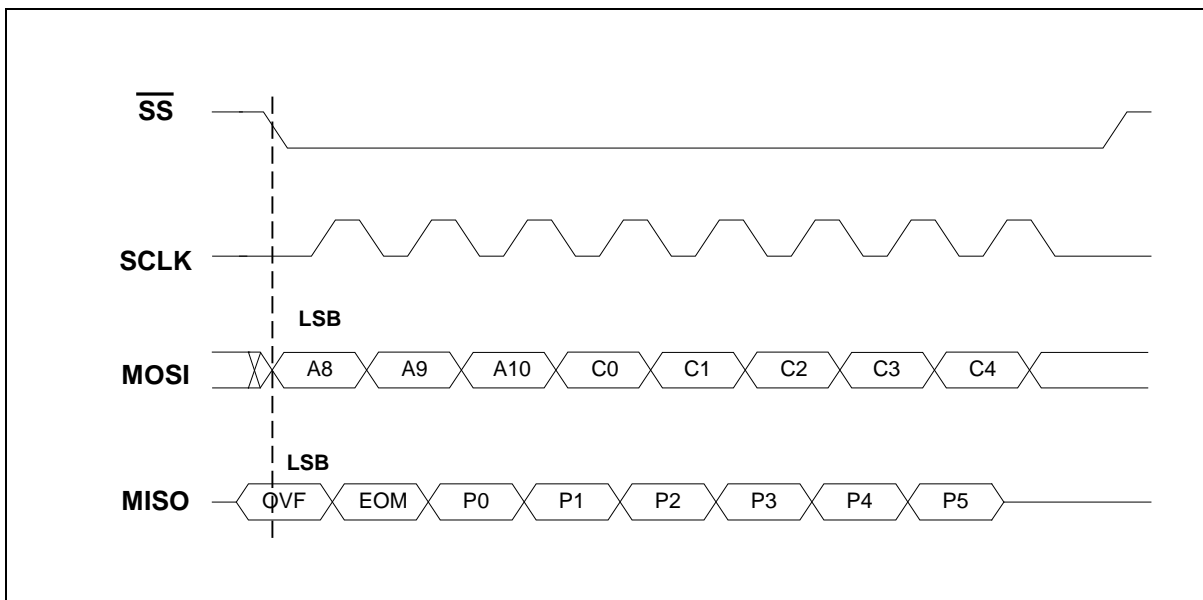 SS
SCLK
LSB
MOSI A8 A9 A10 C0 C1 C2 C3 C4
LSB
MISO OVF EOM P0 P1 P2 P3 P4 P5